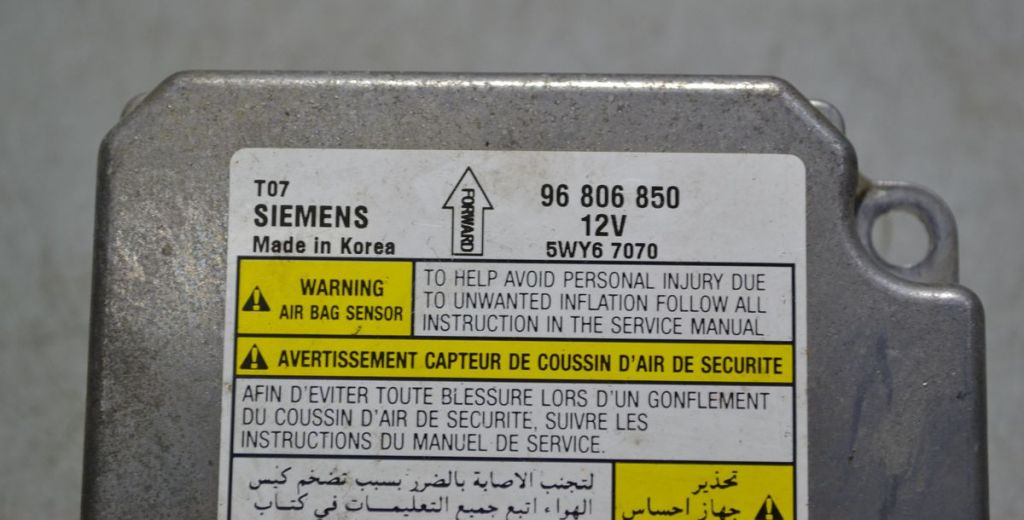 T07
SIEMENS
Made in Korea
FORWARD
96 806 850
12V
5WY6 7070
WARNING
AIR BAG SENSOR
TO HELP AVOID PERSONAL INJURY DUE
TO UNWANTED INFLATION FOLLOW ALL
INSTRUCTION IN THE SERVICE MANUAL
AVERTISSEMENT CAPTEUR DE COUSSIN D'AIR DE SECURITE
AFIN D'EVITER TOUTE BLESSURE LORS D'UN GONFLEMENT
DU COUSSIN D'AIR DE SECURITE, SUIVRE LES
INSTRUCTIONS DU MANUEL DE SERVICE.
تحذير
جهاز احساس
لتجنب الاصابة بالضرر بسبب تضخم كيس
الهواء اتبع جميع التعليمات في كتاب